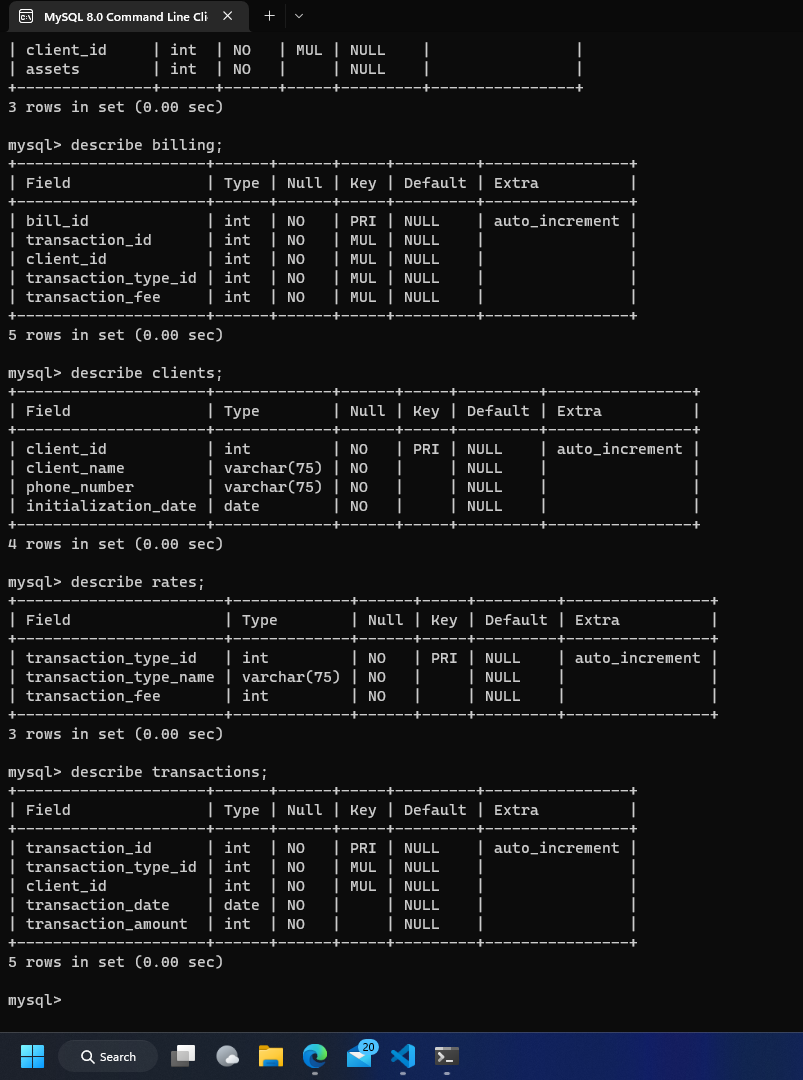 MySQL 8.0 Command Line Cli
| client_id     | int  | NO   | MUL | NULL    |                |
| assets        | int  | NO   |     | NULL    |                |
+---------------+------+------+-----+---------+----------------+
3 rows in set (0.00 sec)
mysql> describe billing;
+---------------------+------+------+-----+---------+----------------+
| Field               | Type | Null | Key | Default | Extra          |
+---------------------+------+------+-----+---------+----------------+
| bill_id             | int  | NO   | PRI | NULL    | auto_increment |
| transaction_id      | int  | NO   | MUL | NULL    |                |
| client_id           | int  | NO   | MUL | NULL    |                |
| transaction_type_id | int  | NO   | MUL | NULL    |                |
| transaction_fee     | int  | NO   | MUL | NULL    |                |
+---------------------+------+------+-----+---------+----------------+
5 rows in set (0.00 sec)
mysql> describe clients;
+---------------------+-------------+------+-----+---------+----------------+
| Field               | Type        | Null | Key | Default | Extra          |
+---------------------+-------------+------+-----+---------+----------------+
| client_id           | int         | NO   | PRI | NULL    | auto_increment |
| client_name         | varchar(75) | NO   |     | NULL    |                |
| phone_number        | varchar(75) | NO   |     | NULL    |                |
| initialization_date | date        | NO   |     | NULL    |                |
+---------------------+-------------+------+-----+---------+----------------+
4 rows in set (0.00 sec)
mysql> describe rates;
+-----------------------+-------------+------+-----+---------+----------------+
| Field                 | Type        | Null | Key | Default | Extra          |
+-----------------------+-------------+------+-----+---------+----------------+
| transaction_type_id   | int         | NO   | PRI | NULL    | auto_increment |
| transaction_type_name | varchar(75) | NO   |     | NULL    |                |
| transaction_fee       | int         | NO   |     | NULL    |                |
+-----------------------+-------------+------+-----+---------+----------------+
3 rows in set (0.00 sec)
mysql> describe transactions;
+---------------------+------+------+-----+---------+----------------+
| Field               | Type | Null | Key | Default | Extra          |
+---------------------+------+------+-----+---------+----------------+
| transaction_id      | int  | NO   | PRI | NULL    | auto_increment |
| transaction_type_id | int  | NO   | MUL | NULL    |                |
| client_id           | int  | NO   | MUL | NULL    |                |
| transaction_date    | date | NO   |     | NULL    |                |
| transaction_amount  | int  | NO   |     | NULL    |                |
+---------------------+------+------+-----+---------+----------------+
5 rows in set (0.00 sec)
mysql>
Search
20